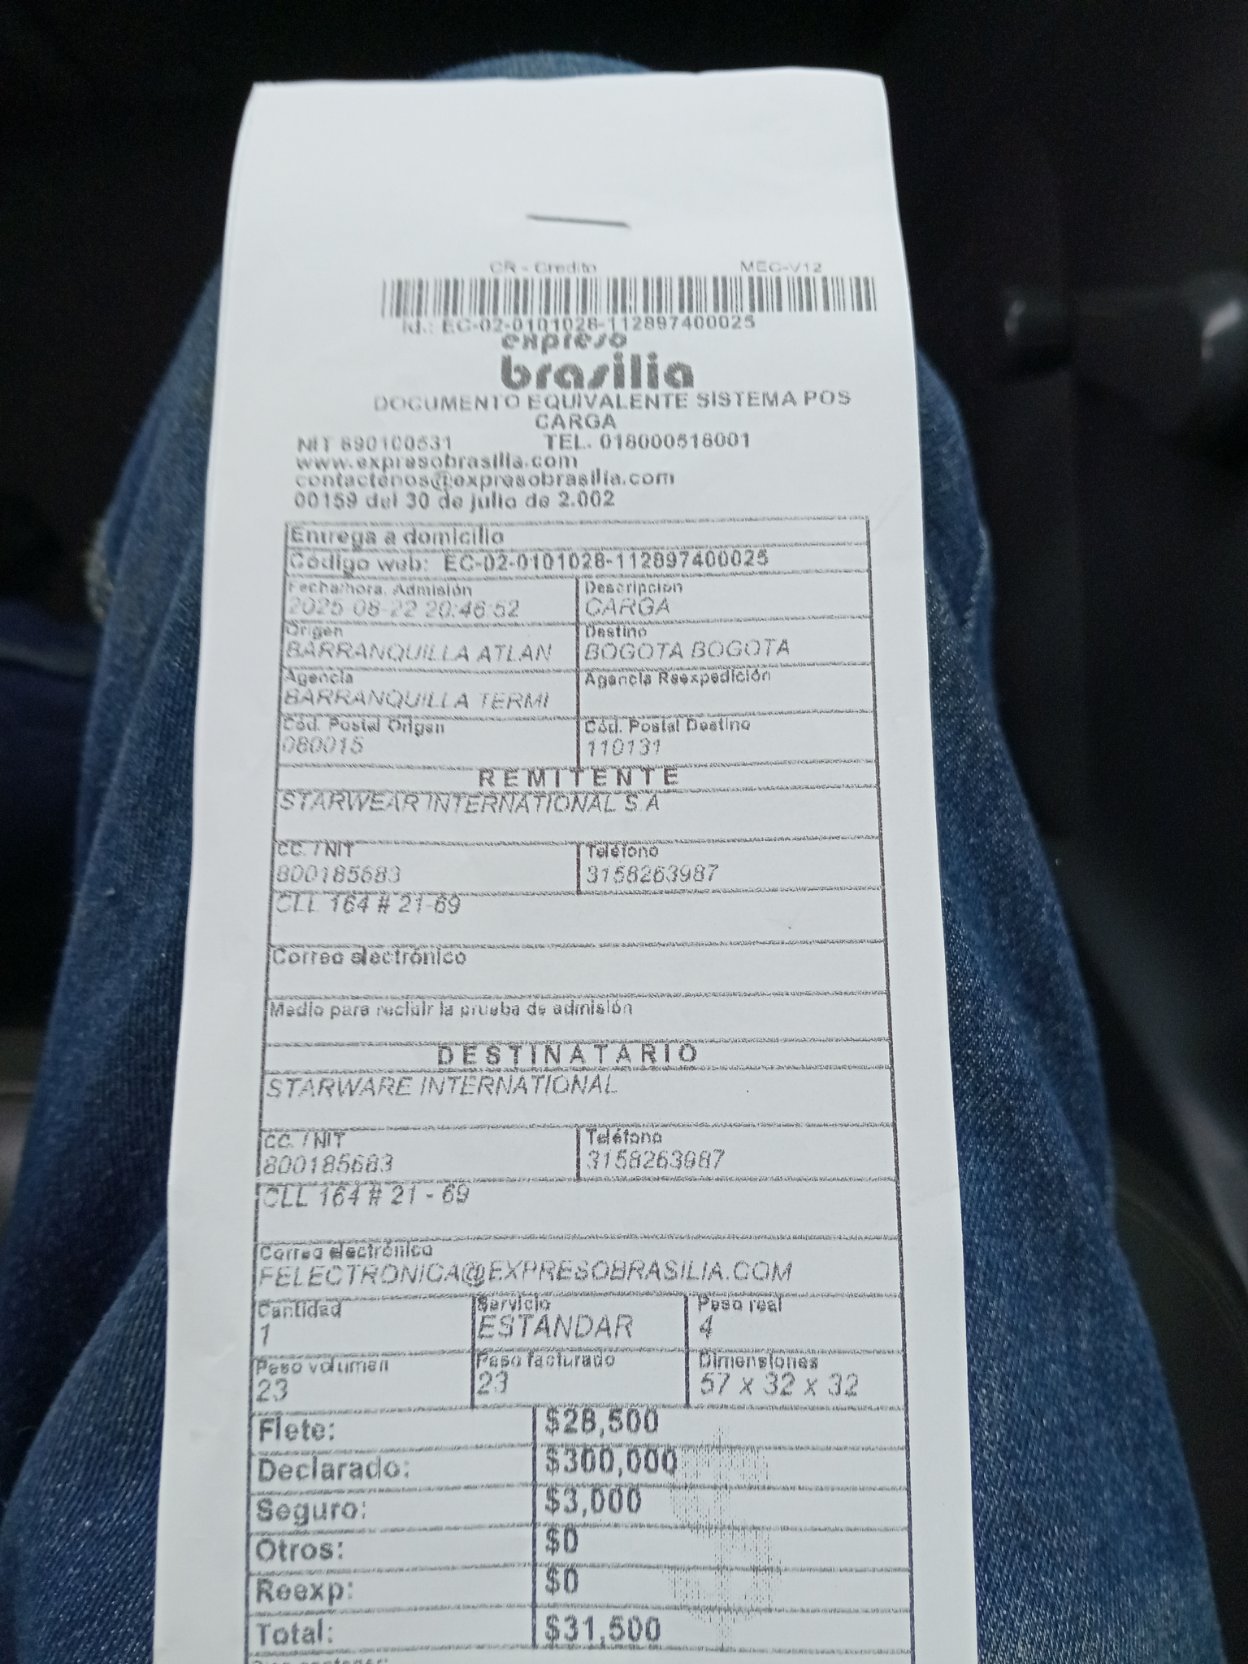 CR - Credito MEC-V12
Id.: EC-02-0101028-112897400025
expreso
brasilia
DOCUMENTO EQUIVALENTE SISTEMA POS
CARGA
NIT 890100531 TEL. 018000518001
www.expresobrasilia.com
contactenos@expresobrasilia.com
00159 del 30 de julio de 2.002
Entrega a domicilio
Código web: EC-02-0101028-112897400025
Fecha/hora. Admisión Descripción
2025-08-22 20:46:52 CARGA
Origen Destino
BARRANQUILLA ATLAN BOGOTA BOGOTA
Agencia Agencia Reexpedición
BARRANQUILLA TERMI
Cód. Postal Origen Cód. Postal Destino
080015 110131
REMITENTE
STARWEAR INTERNATIONAL S A
CC. / NIT Teléfono
800185683 3158263987
CLL 164 # 21-69
Correo electrónico
Medio para recibir la prueba de admisión
DESTINATARIO
STARWARE INTERNATIONAL
CC. / NIT Teléfono
800185683 3158263987
CLL 164 # 21 - 69
Correo electrónico
FELECTRONICA@EXPRESOBRASILIA.COM
Cantidad Servicio Peso real
1 ESTANDAR 4
Peso volumen Peso facturado Dimensiones
23 23 57 x 32 x 32
Flete: $28,500
Declarado: $300,000
Seguro: $3,000
Otros: $0
Reexp: $0
Total: $31,500